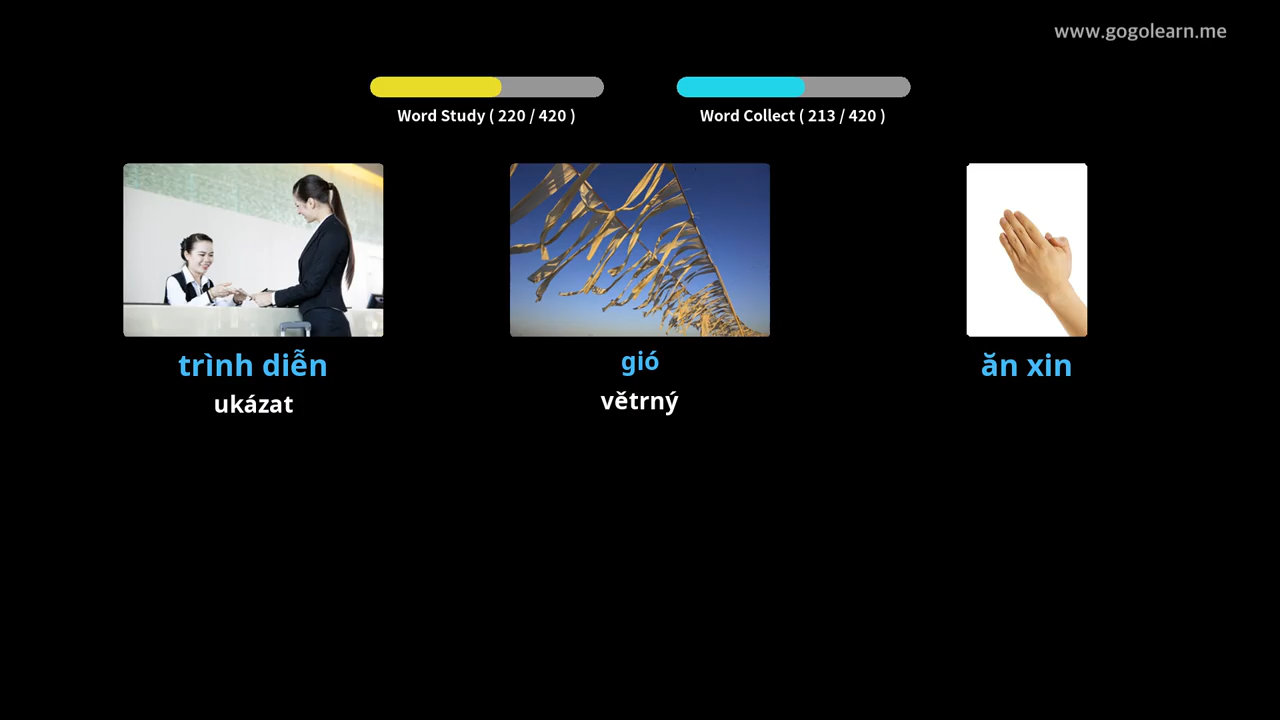 www.gogolearn.me
Word Study ( 220 / 420 )
Word Collect ( 213 / 420 )
trình diễn
ukázat
gió
větrný
ăn xin